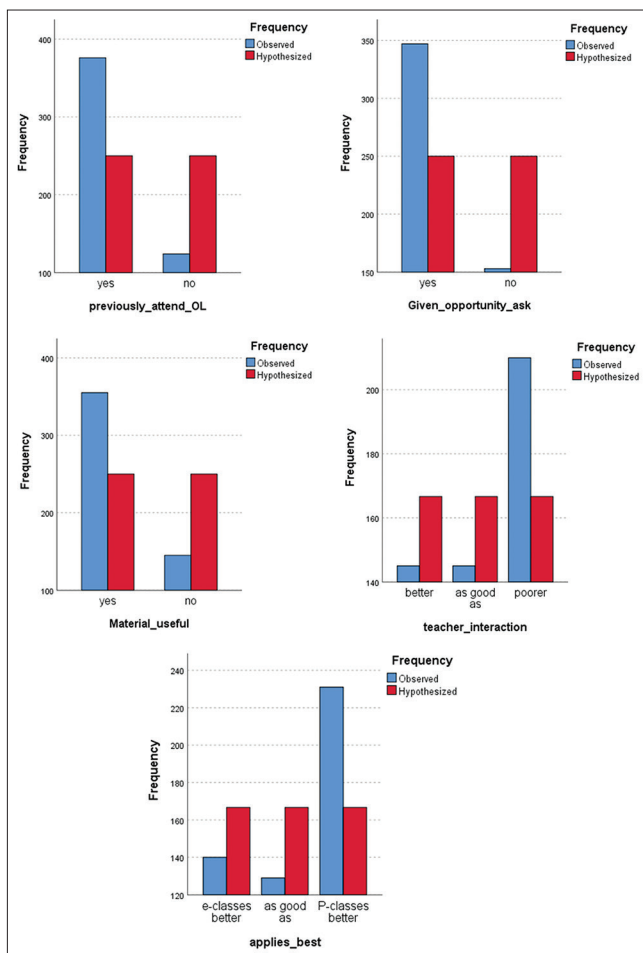 Frequency
Observed
Hypothesized
Frequency
400
300
200
100
yes
no
previously_attend_OL
Frequency
Observed
Hypothesized
Frequency
350
300
250
200
150
yes
no
Given_opportunity_ask
Frequency
Observed
Hypothesized
Frequency
400
300
200
100
yes
no
Material_useful
Frequency
Observed
Hypothesized
Frequency
200
180
160
140
better
as good
as
poorer
teacher_interaction
Frequency
Observed
Hypothesized
Frequency
240
220
200
180
160
140
120
e-classes
better
as good
as
P-classes
better
applies_best